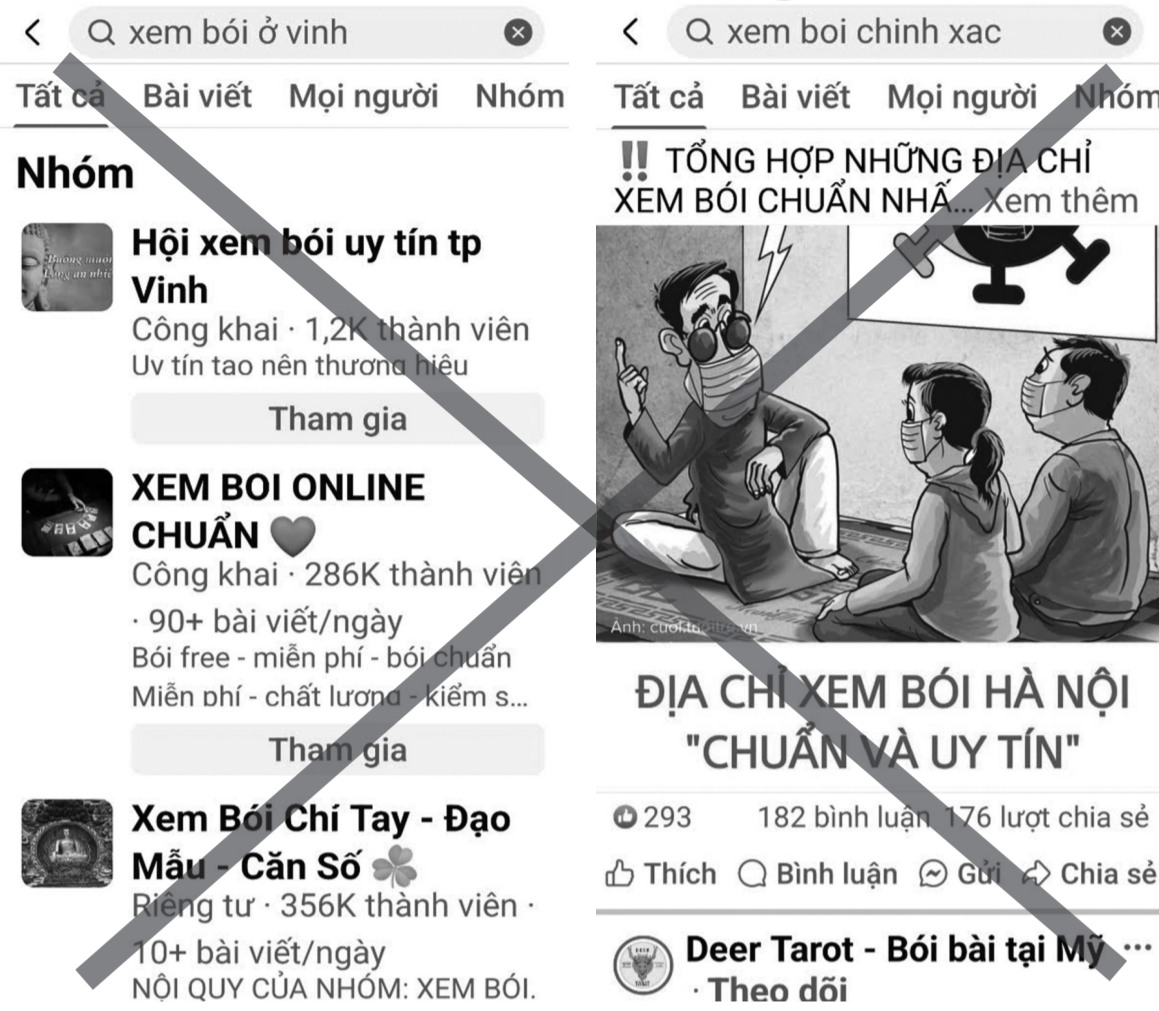 xem bói ở vinh
Tất cả Bài viết Mọi người Nhóm
Nhóm
Hội xem bói uy tín tp
Vinh
Công khai · 1,2K thành viên
Uy tín tao nên thương hiệu
Tham gia
XEM BOI ONLINE
CHUẨN
Công khai · 286K thành viên
· 90+ bài viết/ngày
Bói free - miễn phí - bói chuẩn
Miễn phí - chất lương - kiểm s...
Tham gia
Xem Bói Chí Tay - Đạo
Mẫu - Căn Số
Riêng tư · 356K thành viên ·
10+ bài viết/ngày
NỘI QUY CỦA NHÓM: XEM BÓI.
xem boi chinh xac
Tất cả Bài viết Mọi người Nhóm
‼ TỔNG HỢP NHỮNG ĐỊA CHỈ
XEM BÓI CHUẨN NHẤ... Xem thêm
Ảnh:
ĐỊA CHỈ XEM BÓI HÀ NỘI
"CHUẨN VÀ UY TÍN"
293 182 bình luận 176 lượt chia sẻ
Thích Bình luận Gửi Chia sẻ
Deer Tarot - Bói bài tại Mỹ ...
· Theo dõi